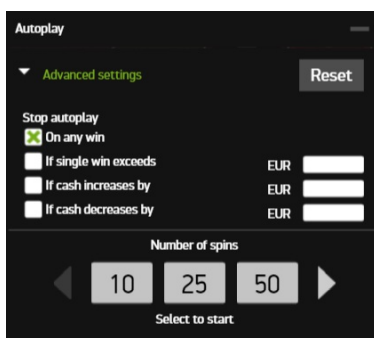 Autoplay
Advanced settings
Reset
Stop autoplay
On any win
If single win exceeds EUR
If cash increases by EUR
If cash decreases by EUR
Number of spins
10 25 50
Select to start